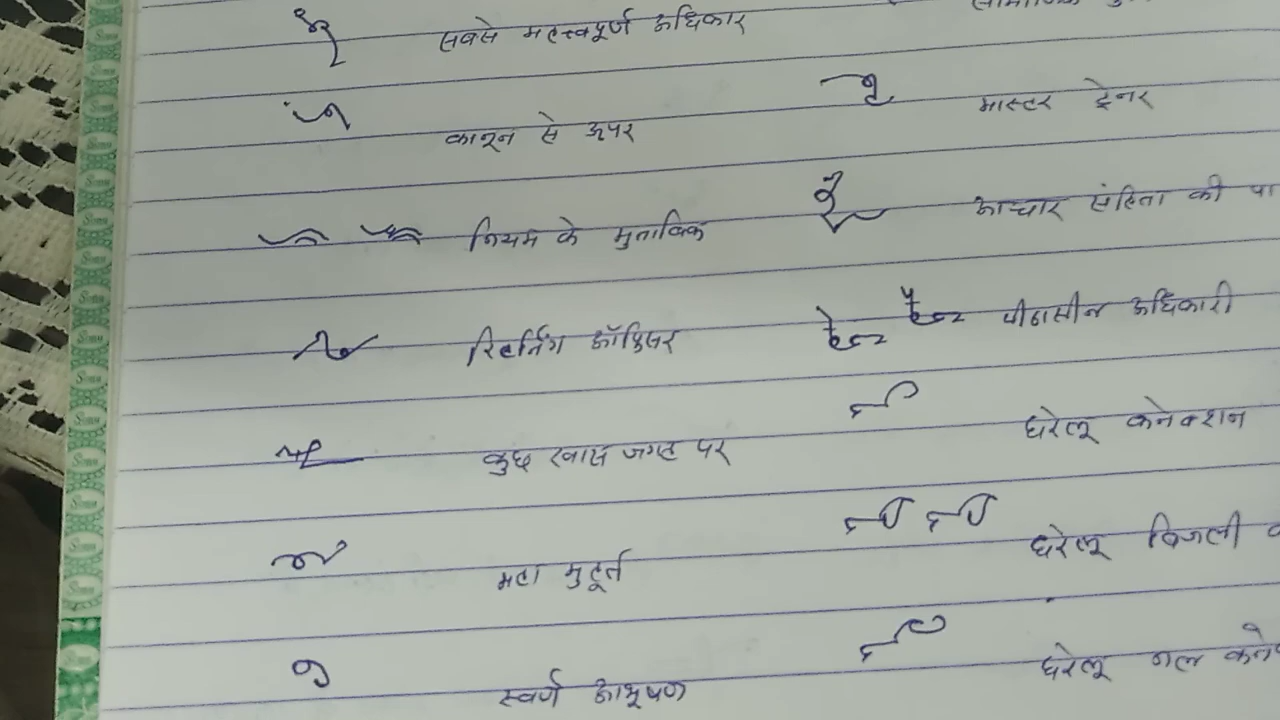 सबसे महत्त्वपूर्ण अधिकार
सामाजिक
कानून से ऊपर
मास्टर ट्रेनर
नियम के मुताबिक
आचार संहिता की पा
रिटर्निंग ऑफिसर
पीठासीन अधिकारी
कुछ खास जगह पर
घरेलू कनेक्शन
महा मुहूर्त
घरेलू बिजली
स्वर्ण आभूषण
घरेलू नल कने